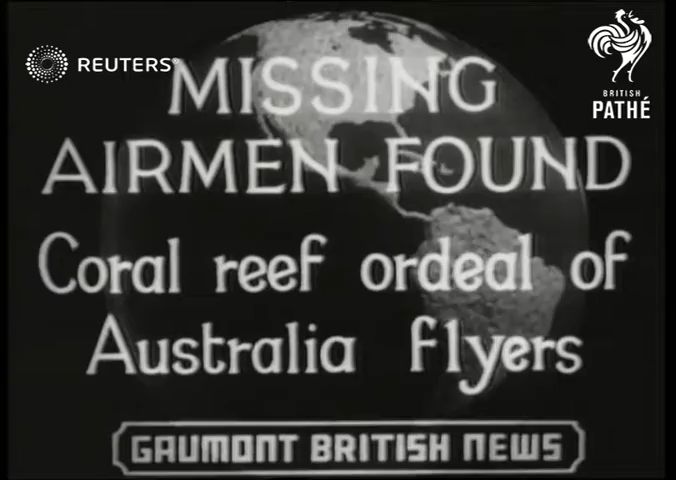 REUTERS
BRITISH
PATHÉ
MISSING
AIRMEN FOUND
Coral reef ordeal of
Australia flyers
GAUMONT BRITISH NEWS